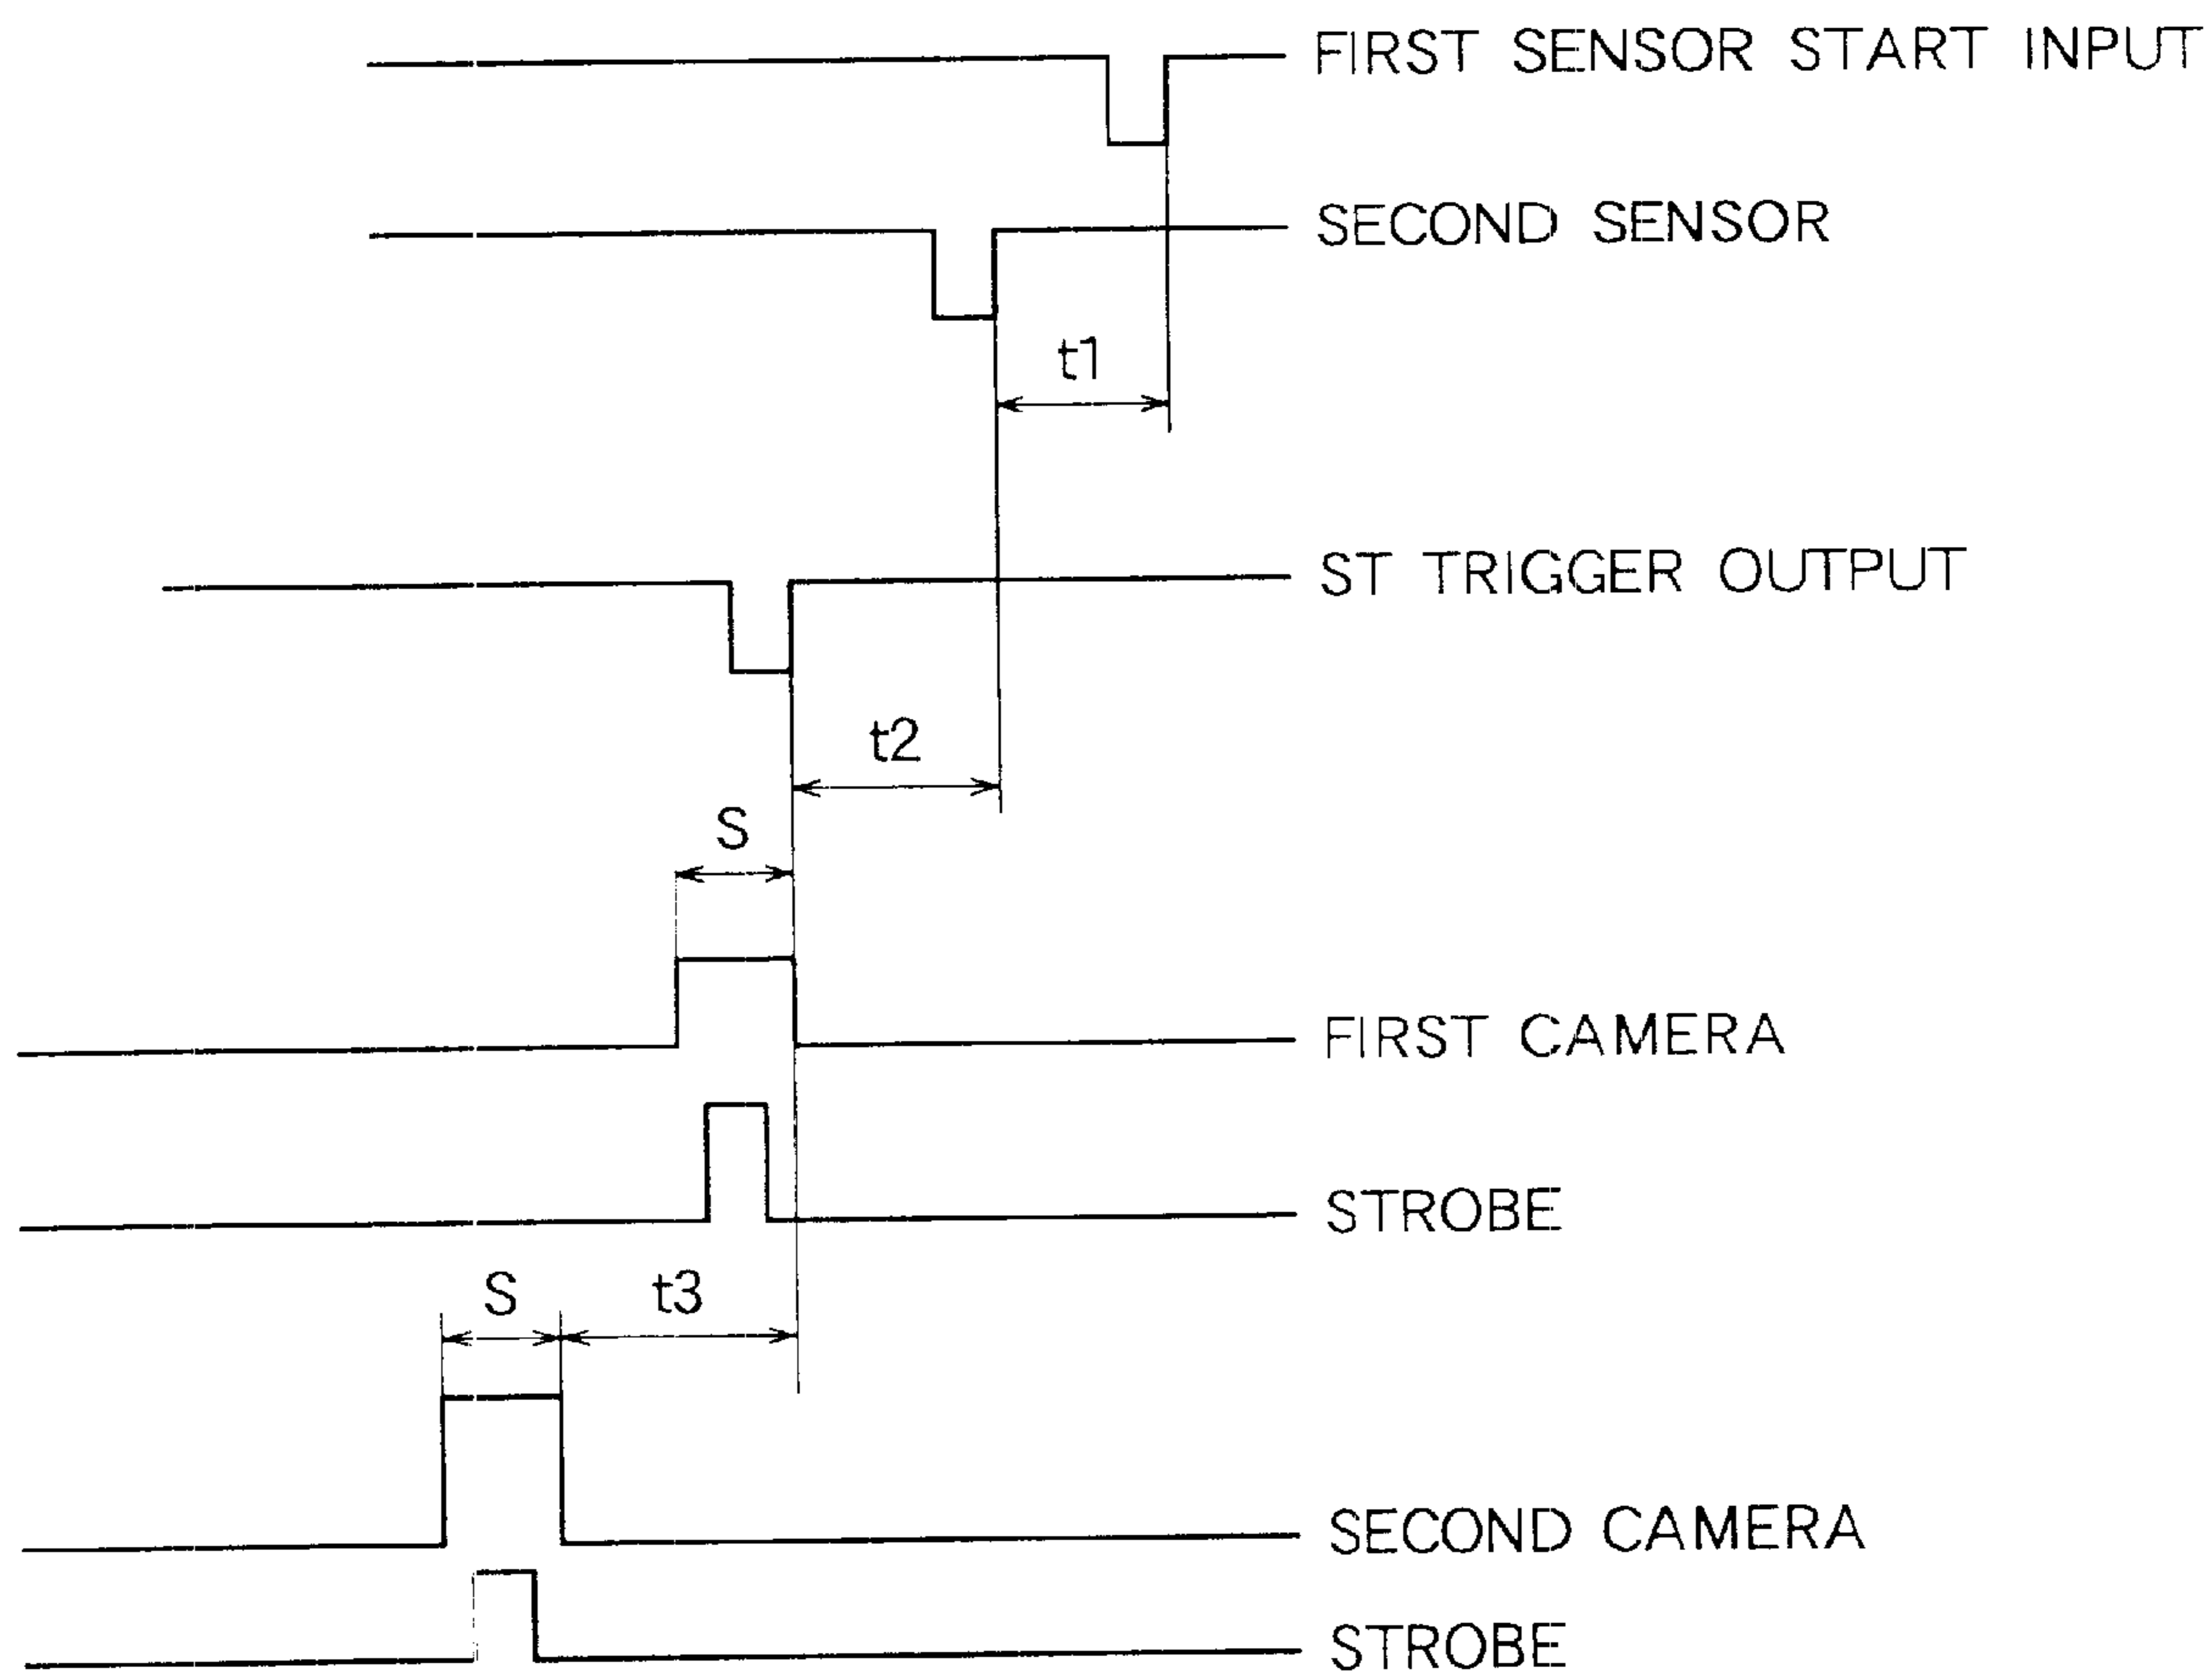 FIRST SENSOR START INPUT
SECOND SENSOR
t1
ST TRIGGER OUTPUT
t2
S
FIRST CAMERA
STROBE
S t3
SECOND CAMERA
STROBE